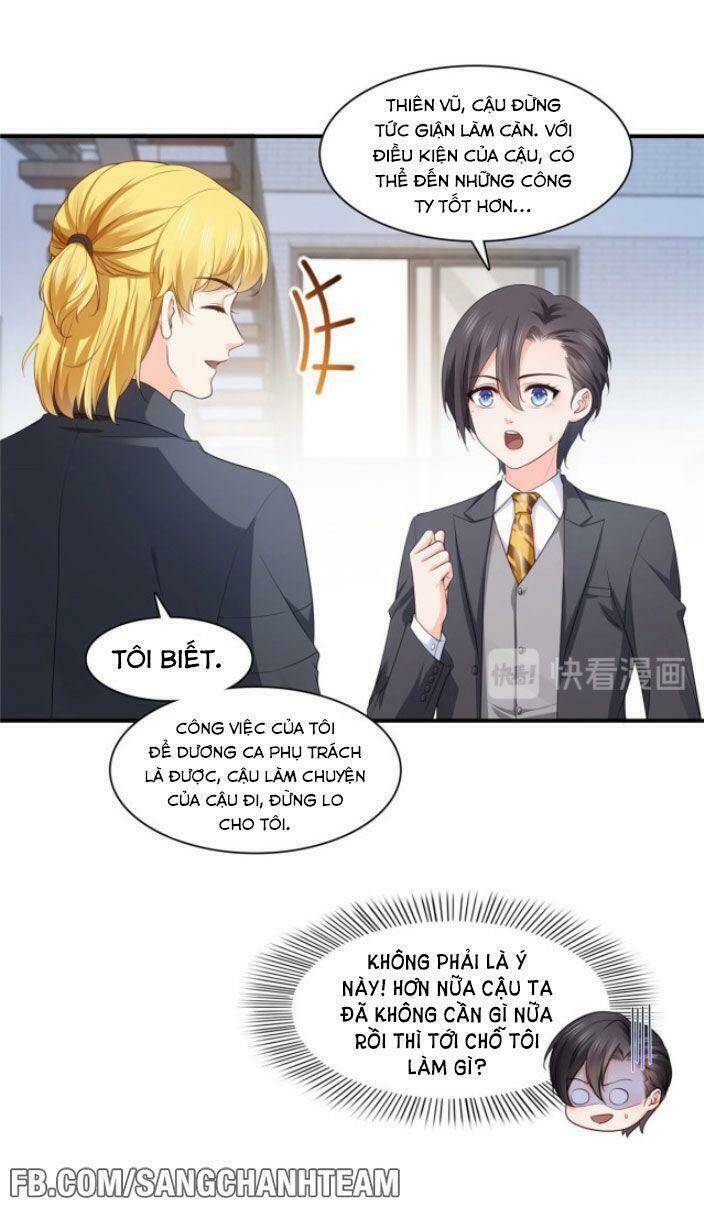 THIÊN VŨ, CẬU ĐỪNG
TỨC GIẬN LÀM CÀN. VỚI
ĐIỀU KIỆN CỦA CẬU, CÓ
THỂ ĐẾN NHỮNG CÔNG
TY TỐT HƠN...
快看! 快看漫画
TÔI BIẾT.
CÔNG VIỆC CỦA TÔI
ĐỂ DƯƠNG CA PHỤ TRÁCH
LÀ ĐƯỢC, CẬU LÀM CHUYỆN
CỦA CẬU ĐI, ĐỪNG LO
CHO TÔI.
KHÔNG PHẢI LÀ Ý
NÀY! HƠN NỮA CẬU TA
ĐÃ KHÔNG CẦN GÌ NỮA
RỒI THÌ TỚI CHỖ TÔI
LÀM GÌ?
FB.COM/SANGCHANHTEAM